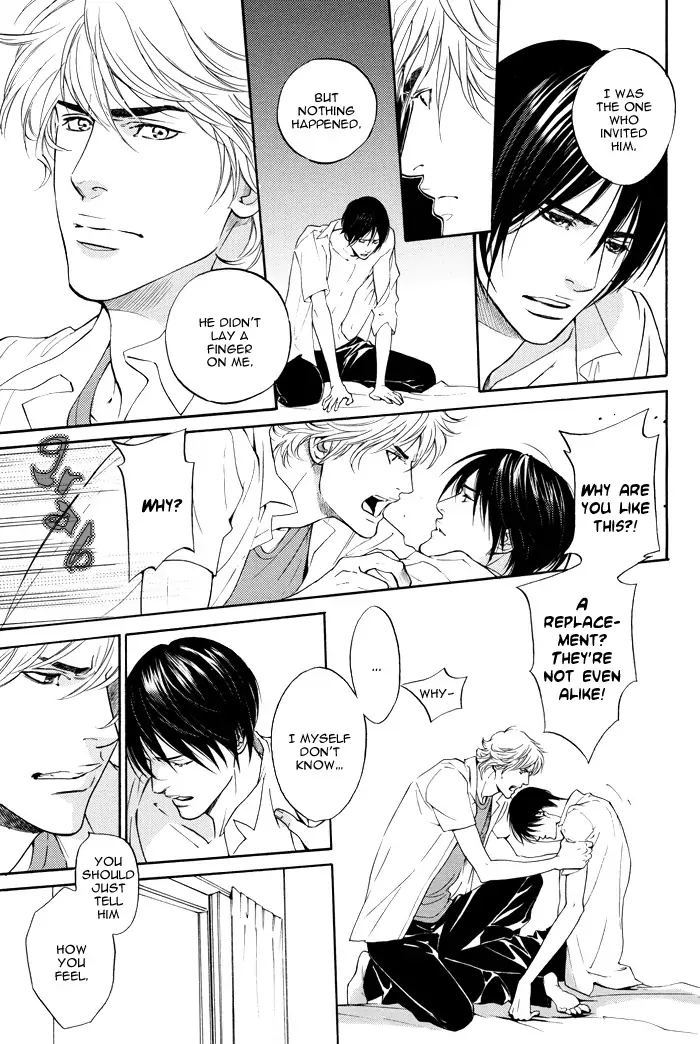 I WAS
THE ONE
WHO
INVITED
HIM.
BUT
NOTHING
HAPPENED.
HE DIDN'T
LAY A
FINGER
ON ME.
WHY ARE
YOU LIKE
THIS?!
WHY?
grab
A
REPLACE-
MENT?
THEY'RE
NOT EVEN
ALIKE!
WHY-
...
I MYSELF
DON'T
KNOW...
YOU
SHOULD
JUST
TELL
HIM
HOW
YOU
FEEL.